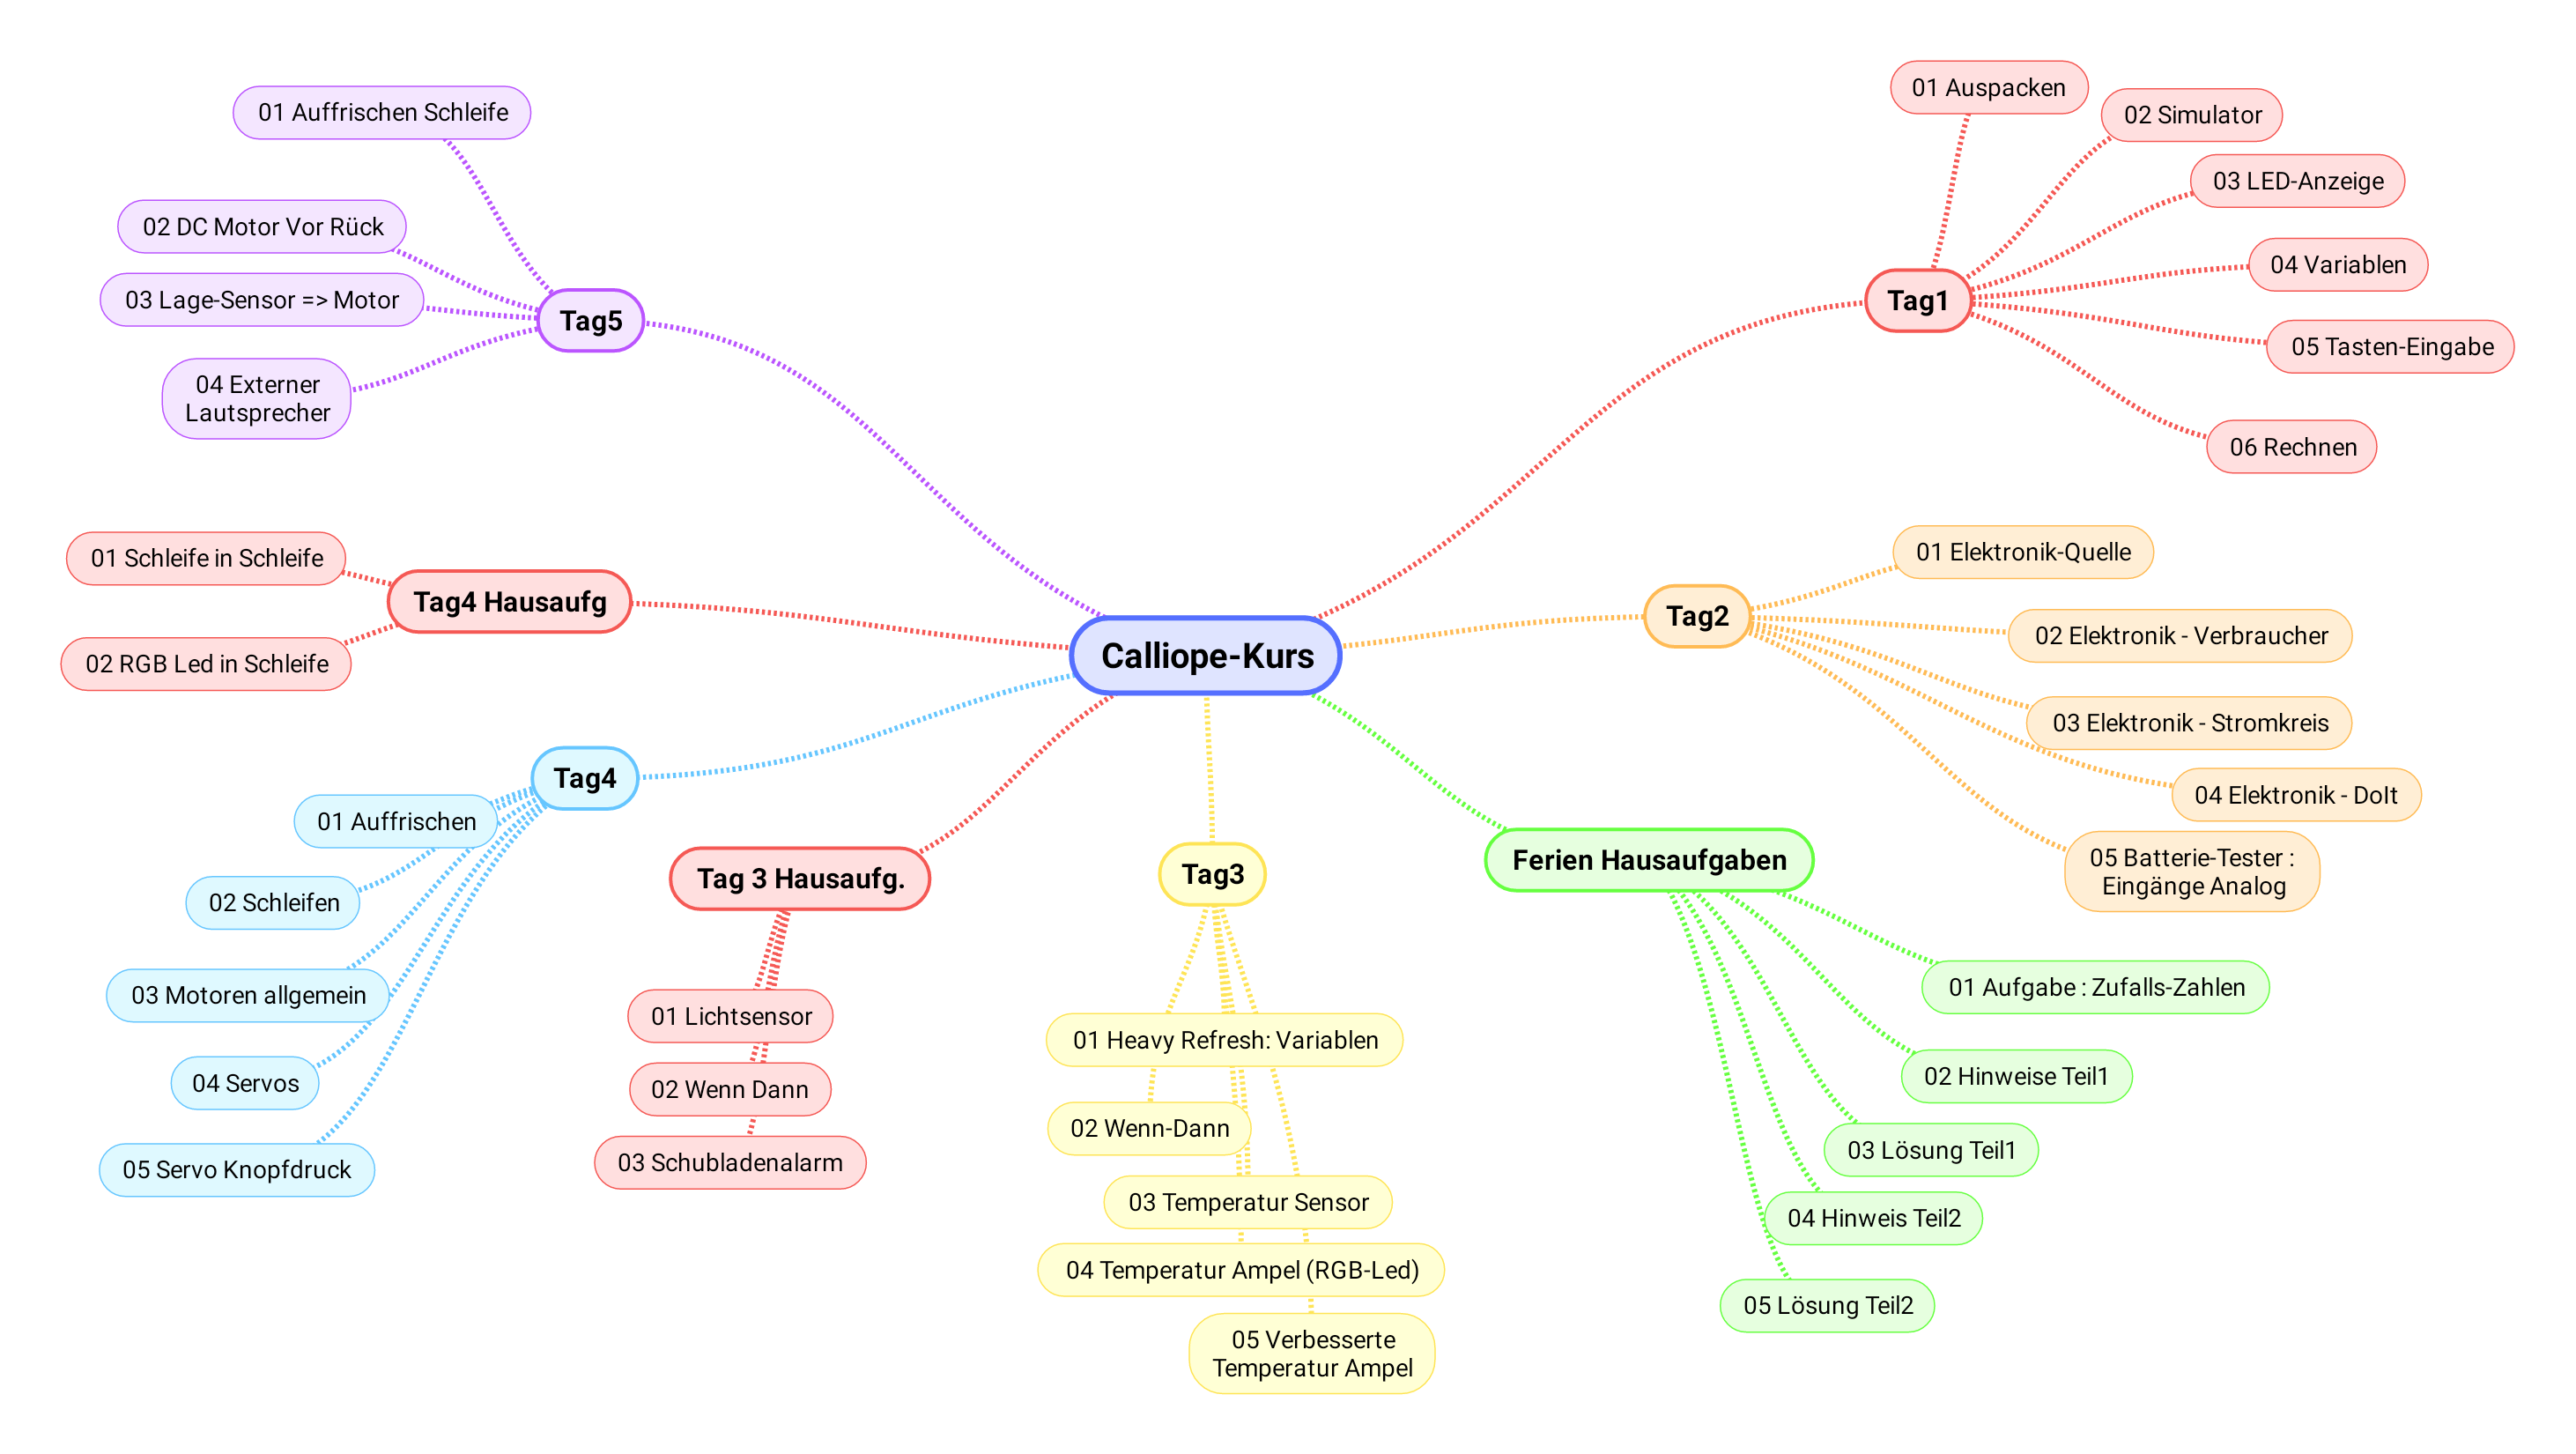 Calliope-Kurs
Tag1
01 Auspacken
02 Simulator
03 LED-Anzeige
04 Variablen
05 Tasten-Eingabe
06 Rechnen
Tag2
01 Elektronik-Quelle
02 Elektronik - Verbraucher
03 Elektronik - Stromkreis
04 Elektronik - DoIt
05 Batterie-Tester :
Eingänge Analog
Ferien Hausaufgaben
01 Aufgabe : Zufalls-Zahlen
02 Hinweise Teil1
03 Lösung Teil1
04 Hinweis Teil2
05 Lösung Teil2
Tag3
01 Heavy Refresh: Variablen
02 Wenn-Dann
03 Temperatur Sensor
04 Temperatur Ampel (RGB-Led)
05 Verbesserte
Temperatur Ampel
Tag 3 Hausaufg.
01 Lichtsensor
02 Wenn Dann
03 Schubladenalarm
Tag4
01 Auffrischen
02 Schleifen
03 Motoren allgemein
04 Servos
05 Servo Knopfdruck
Tag4 Hausaufg
01 Schleife in Schleife
02 RGB Led in Schleife
Tag5
01 Auffrischen Schleife
02 DC Motor Vor Rück
03 Lage-Sensor => Motor
04 Externer
Lautsprecher